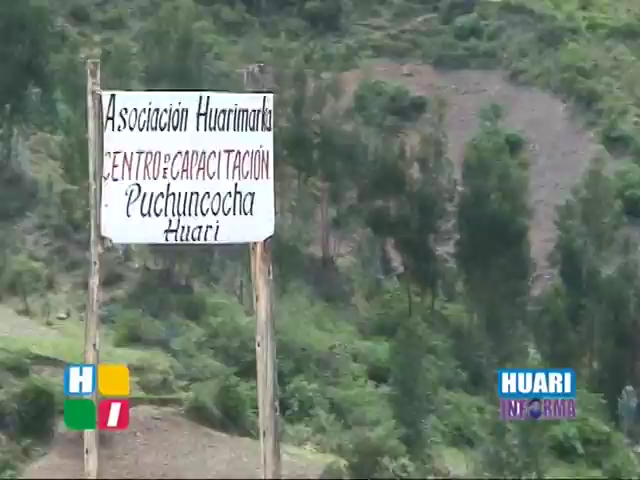 Asociación Huarimarka
CENTRO DE CAPACITACIÓN
Puchuncocha
Huari
H
I
HUARI
INFORMA